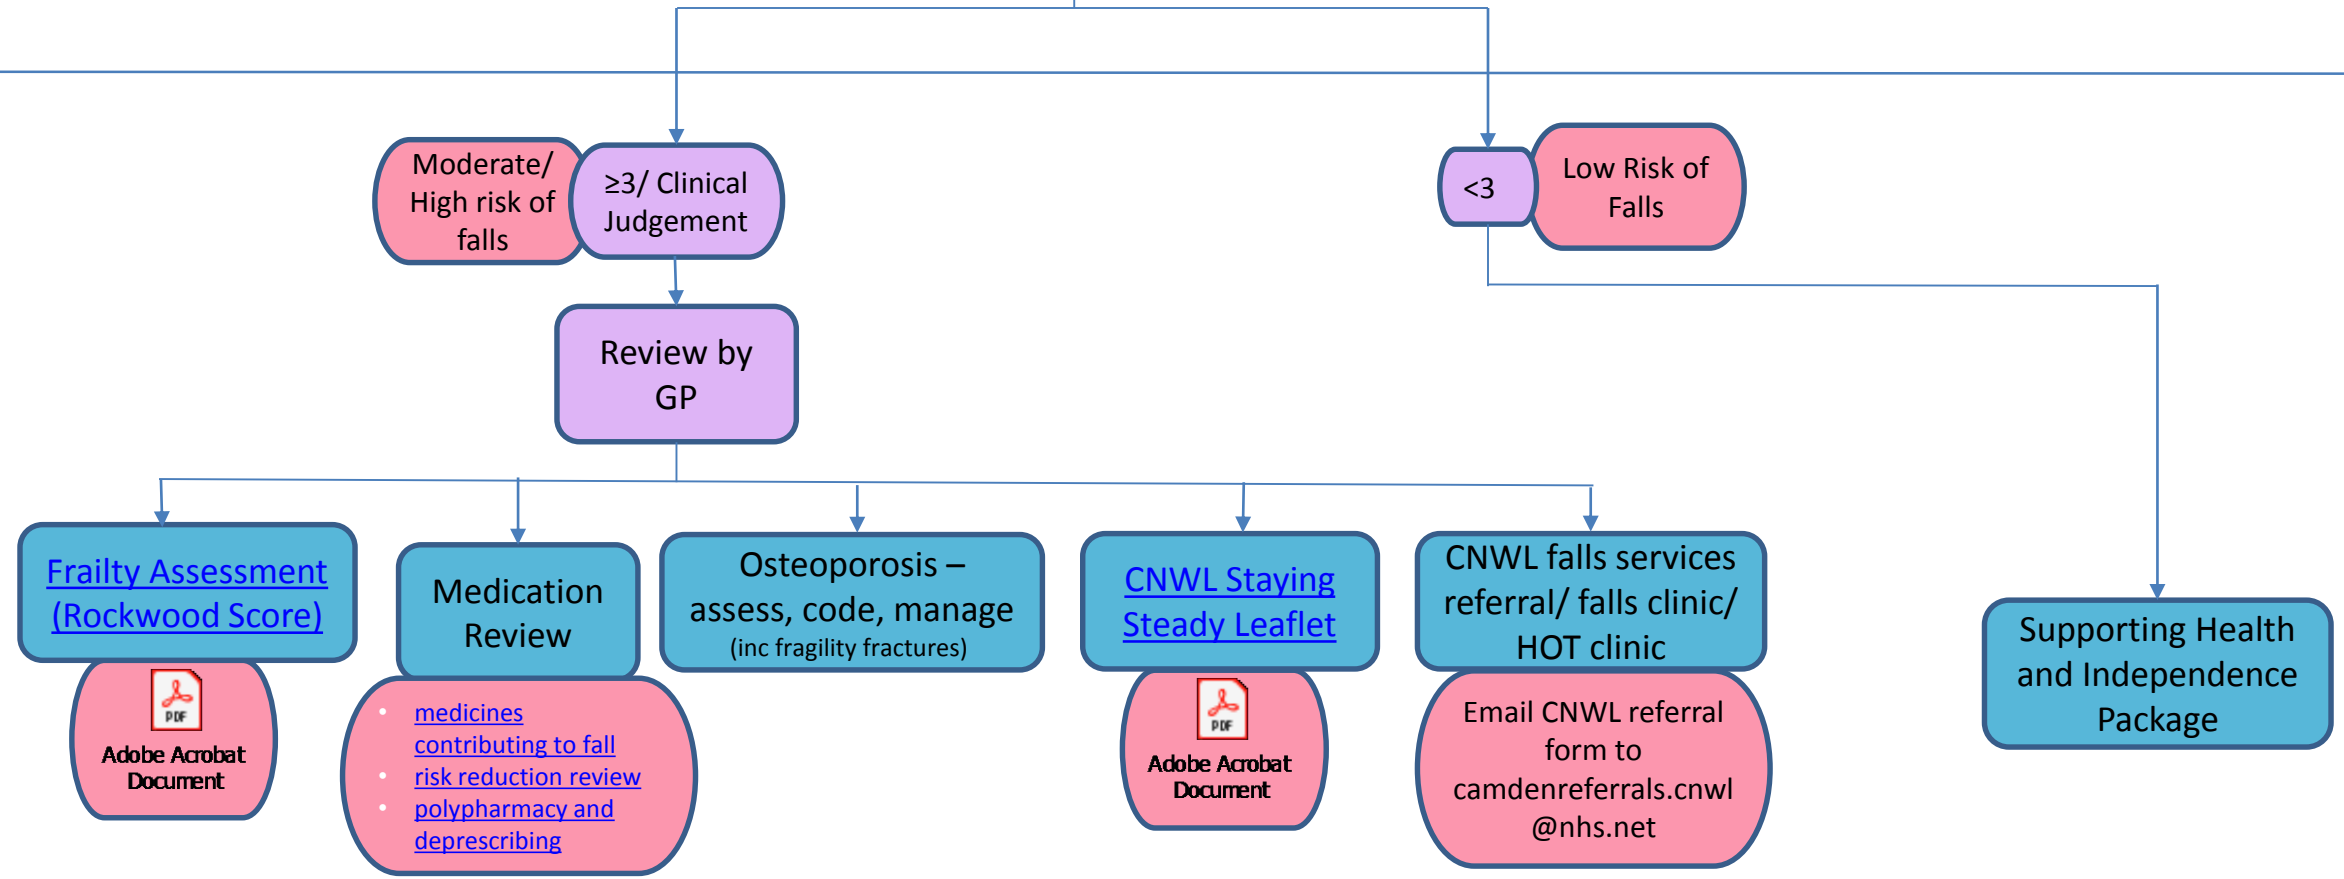 Moderate/
High risk of
falls
≥3/ Clinical
Judgement
<3
Low Risk of
Falls
Review by
GP
Frailty Assessment
(Rockwood Score)
PDF
Adobe Acrobat
Document
Medication
Review
• medicines
contributing to fall
• risk reduction review
• polypharmacy and
deprescribing
Osteoporosis –
assess, code, manage
(inc fragility fractures)
CNWL Staying
Steady Leaflet
PDF
Adobe Acrobat
Document
CNWL falls services
referral/ falls clinic/
HOT clinic
Email CNWL referral
form to
camdenreferrals.cnwl
@nhs.net
Supporting Health
and Independence
Package